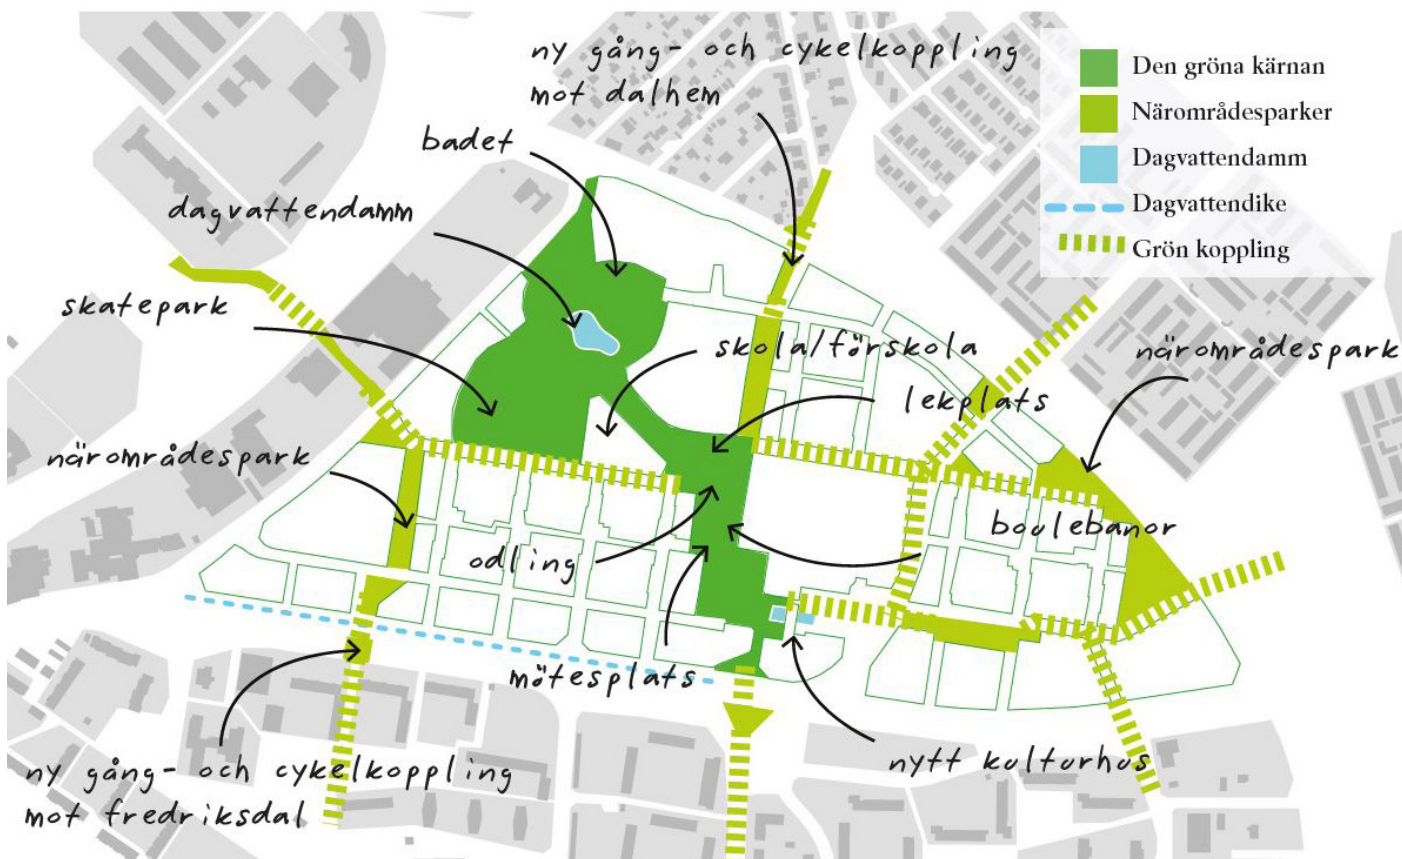 ny gång- och cykelkoppling
mot dalhem
Den gröna kärnan
Närområdesparker
Dagvattendamm
Dagvattendike
Grön koppling
badet
dagvattendamm
skatepark
skola/förskola
närområdespark
lekplats
närområdespark
boulebanor
odling
mötesplats
nytt kulturhus
ny gång- och cykelkoppling
mot fredriksdal